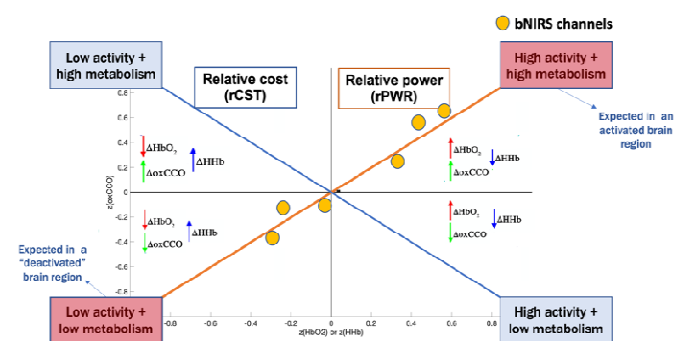 bNIRS channels
Low activity +
high metabolism
Relative cost
(rCST)
Relative power
(rPWR)
High activity +
high metabolism
Expected in an
activated brain
region
0.8
0.6
0.4
0.2
0
-0.2
-0.4
-0.6
-0.8
z(oxCCO)
ΔHbO2
ΔoxCCO
ΔHHb
ΔHbO2
ΔoxCCO
ΔHHb
ΔHbO2
ΔoxCCO
ΔHHb
ΔHbO2
ΔoxCCO
ΔHHb
Expected in a
"deactivated"
brain region
Low activity +
low metabolism
-0.8
-0.6
-0.4
-0.2
0
0.2
0.4
0.6
0.8
z(HbO2) or z(HHb)
High activity +
low metabolism